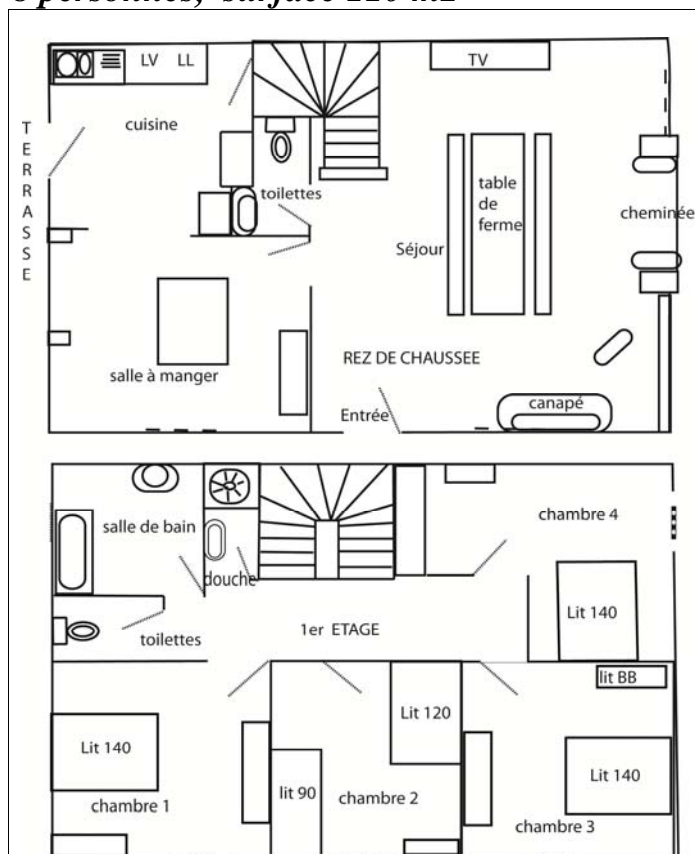 TV
LV LL
cuisine
TERRASSE
toilettes
table
de
ferme
cheminée
Séjour
REZ DE CHAUSSEE
salle à manger
Entrée
canapé
chambre 4
salle de bain
douche
Lit 140
1er ETAGE
toilettes
lit BB
Lit 120
Lit 140
Lit 140
lit 90
chambre 2
chambre 1
chambre 3